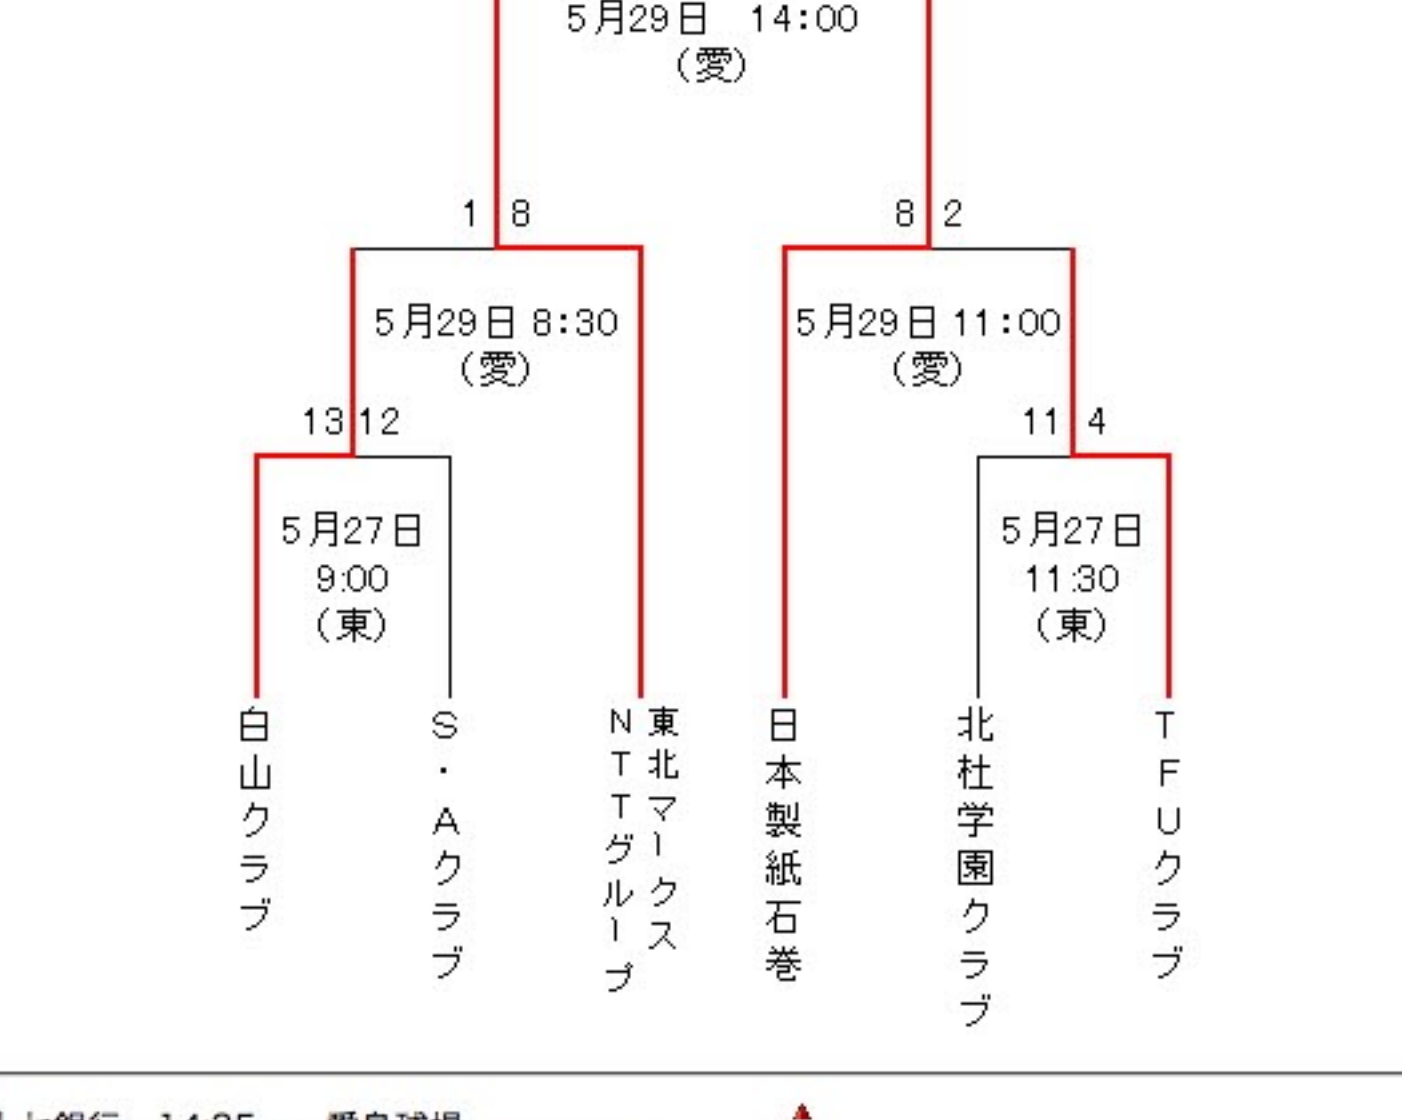 5月29日 14:00
（愛）
1 8
8 2
5月29日 8:30
（愛）
5月29日 11:00
（愛）
13 12
11 4
5月27日
9:00
（東）
5月27日
11:30
（東）
白山クラブ
S・Aクラブ
東北マークス
NTTグループ
日本製紙石巻
北杜学園クラブ
TFUクラブ